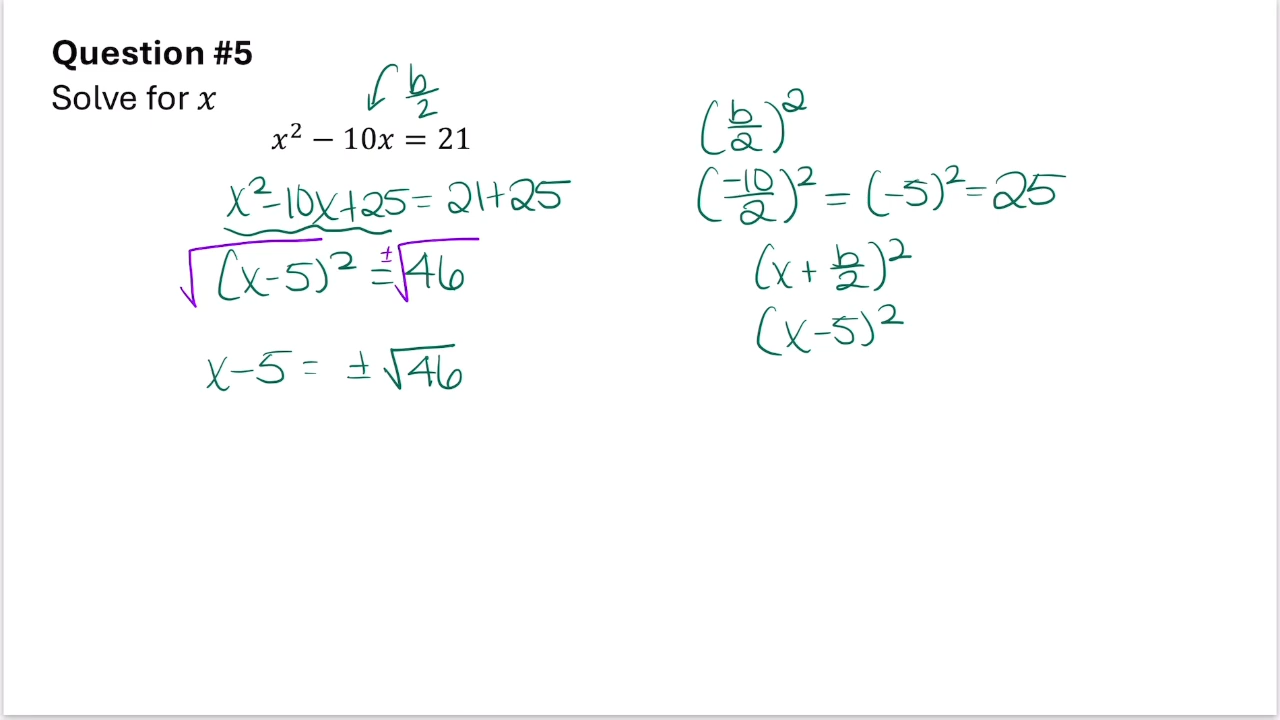 Question #5
Solve for x
b/2
x² − 10x = 21
x²−10x+25 = 21+25
√(x−5)² = ±√46
x−5 = ±√46
(b/2)²
(−10/2)² = (−5)² = 25
(x + b/2)²
(x−5)²